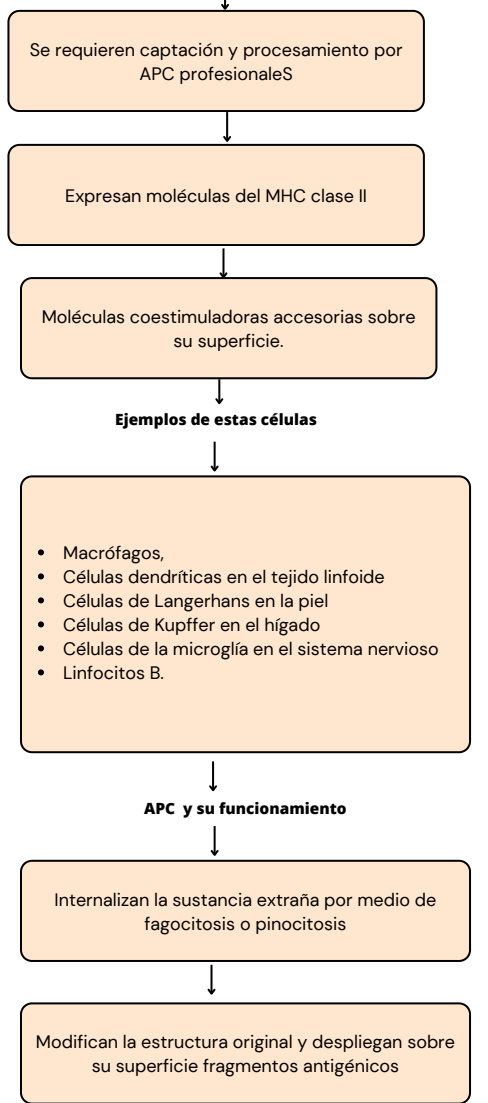 Se requieren captación y procesamiento por
APC profesionaleS
Expresan moléculas del MHC clase II
Moléculas coestimuladoras accesorias sobre
su superficie.
Ejemplos de estas células
• Macrófagos,
• Células dendríticas en el tejido linfoide
• Células de Langerhans en la piel
• Células de Kupffer en el hígado
• Células de la microglía en el sistema nervioso
• Linfocitos B.
APC y su funcionamiento
Internalizan la sustancia extraña por medio de
fagocitosis o pinocitosis
Modifican la estructura original y despliegan sobre
su superficie fragmentos antigénicos